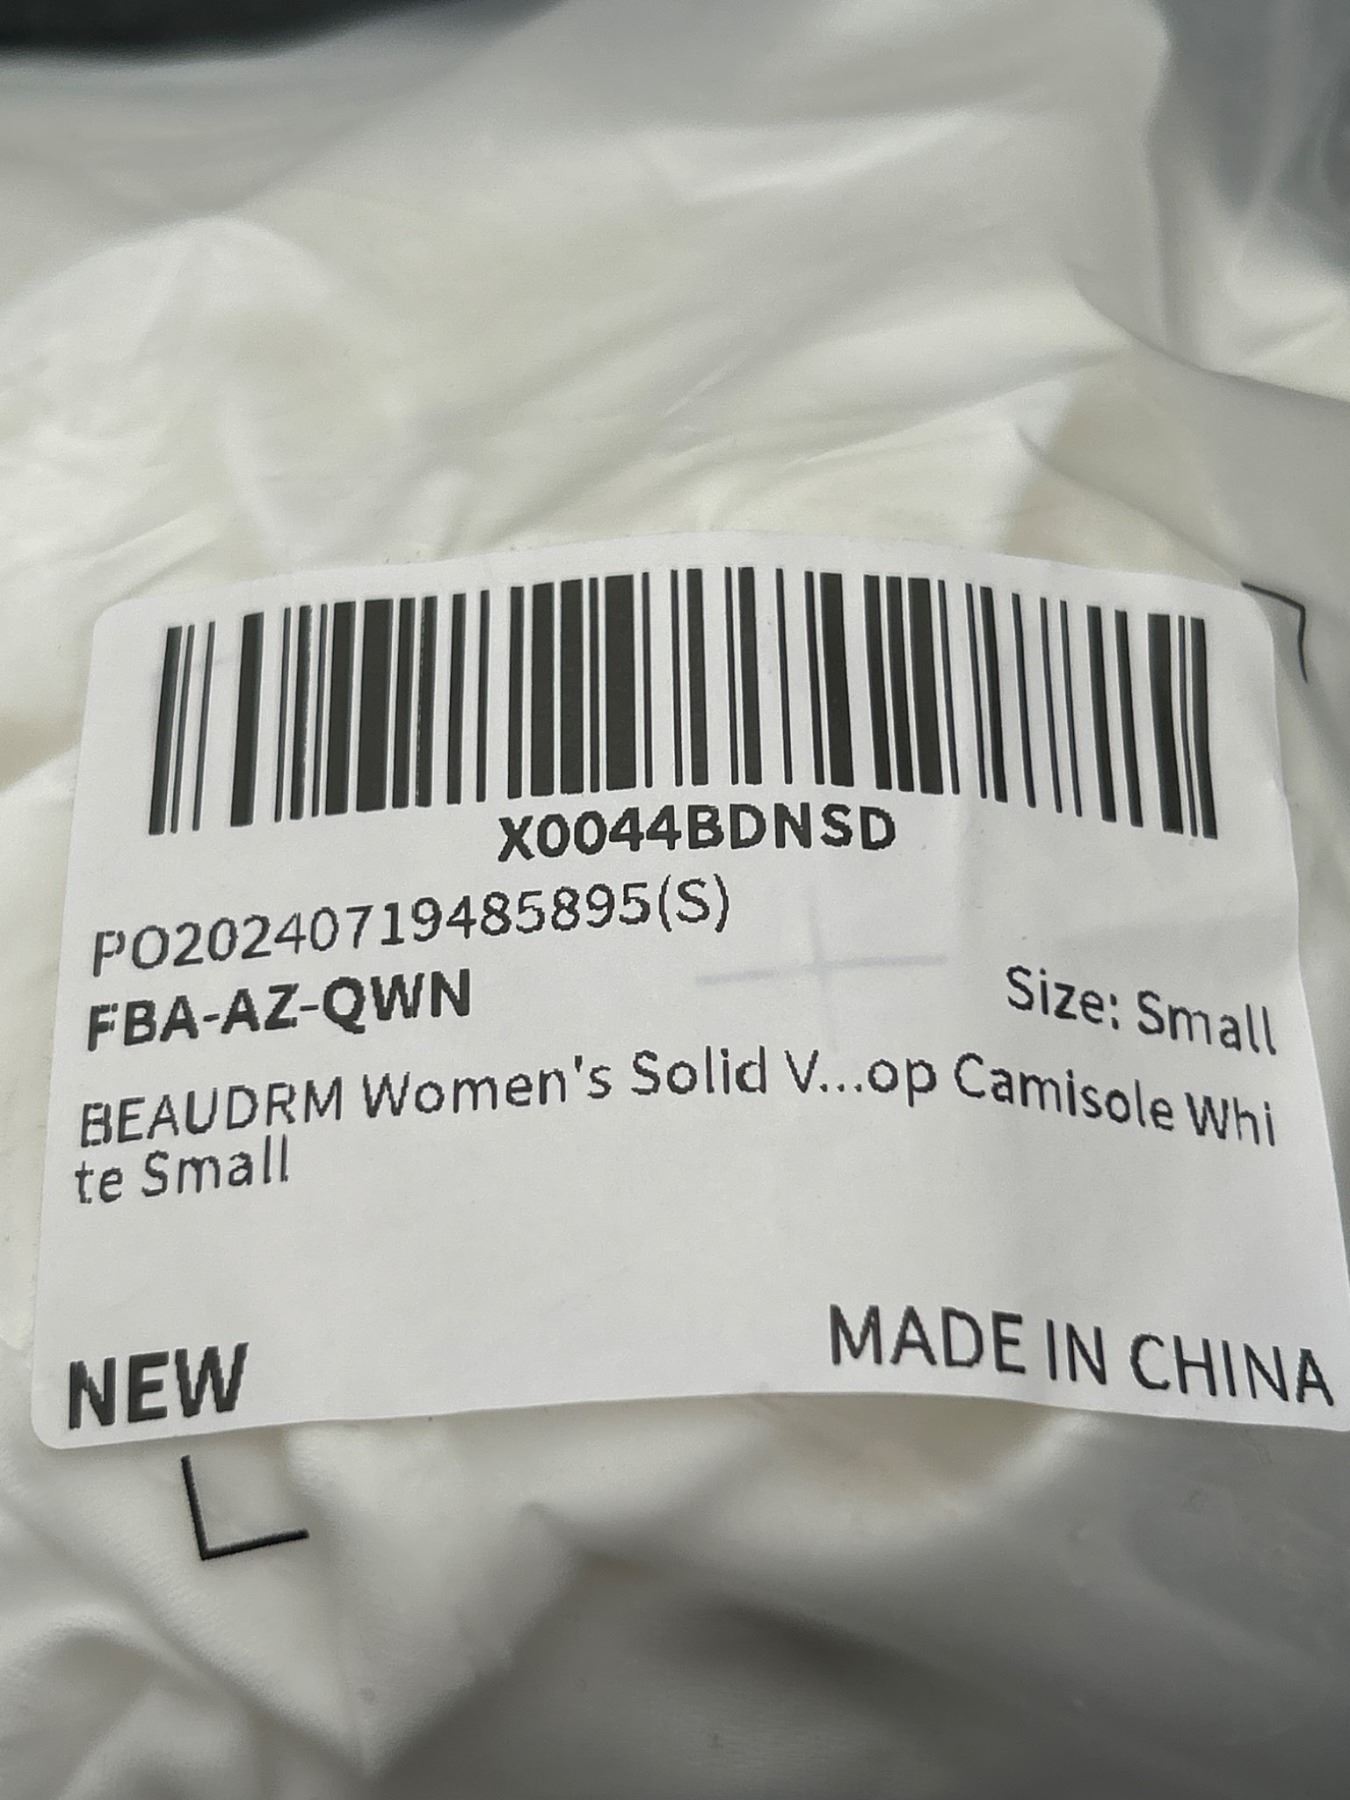 X0044BDNSD
PO20240719485895(S)
FBA-AZ-QWN
Size: Small
BEAUDRM Women's Solid V...op Camisole Whi
te Small
NEW
MADE IN CHINA